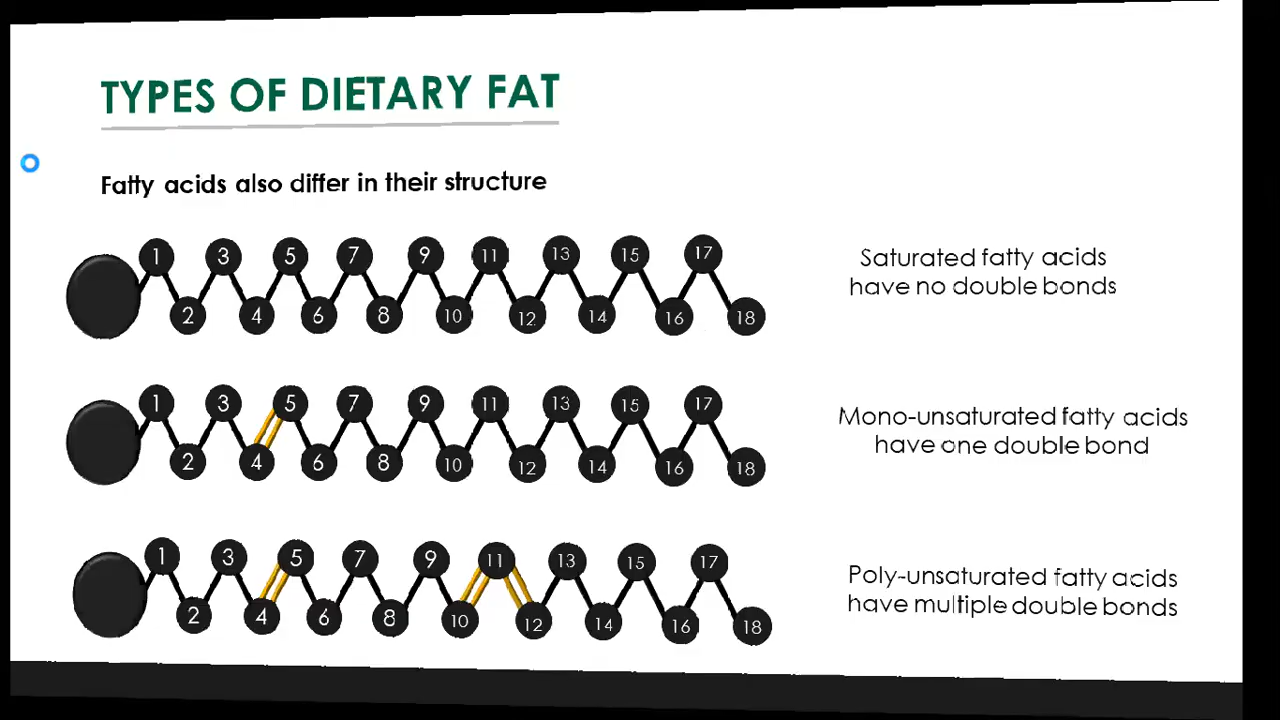 TYPES OF DIETARY FAT
Fatty acids also differ in their structure
1 3 5 7 9 11 13 15 17
2 4 6 8 10 12 14 16 18
Saturated fatty acids
have no double bonds
1 3 5 7 9 11 13 15 17
2 4 6 8 10 12 14 16 18
Mono-unsaturated fatty acids
have one double bond
1 3 5 7 9 11 13 15 17
2 4 6 8 10 12 14 16 18
Poly-unsaturated fatty acids
have multiple double bonds